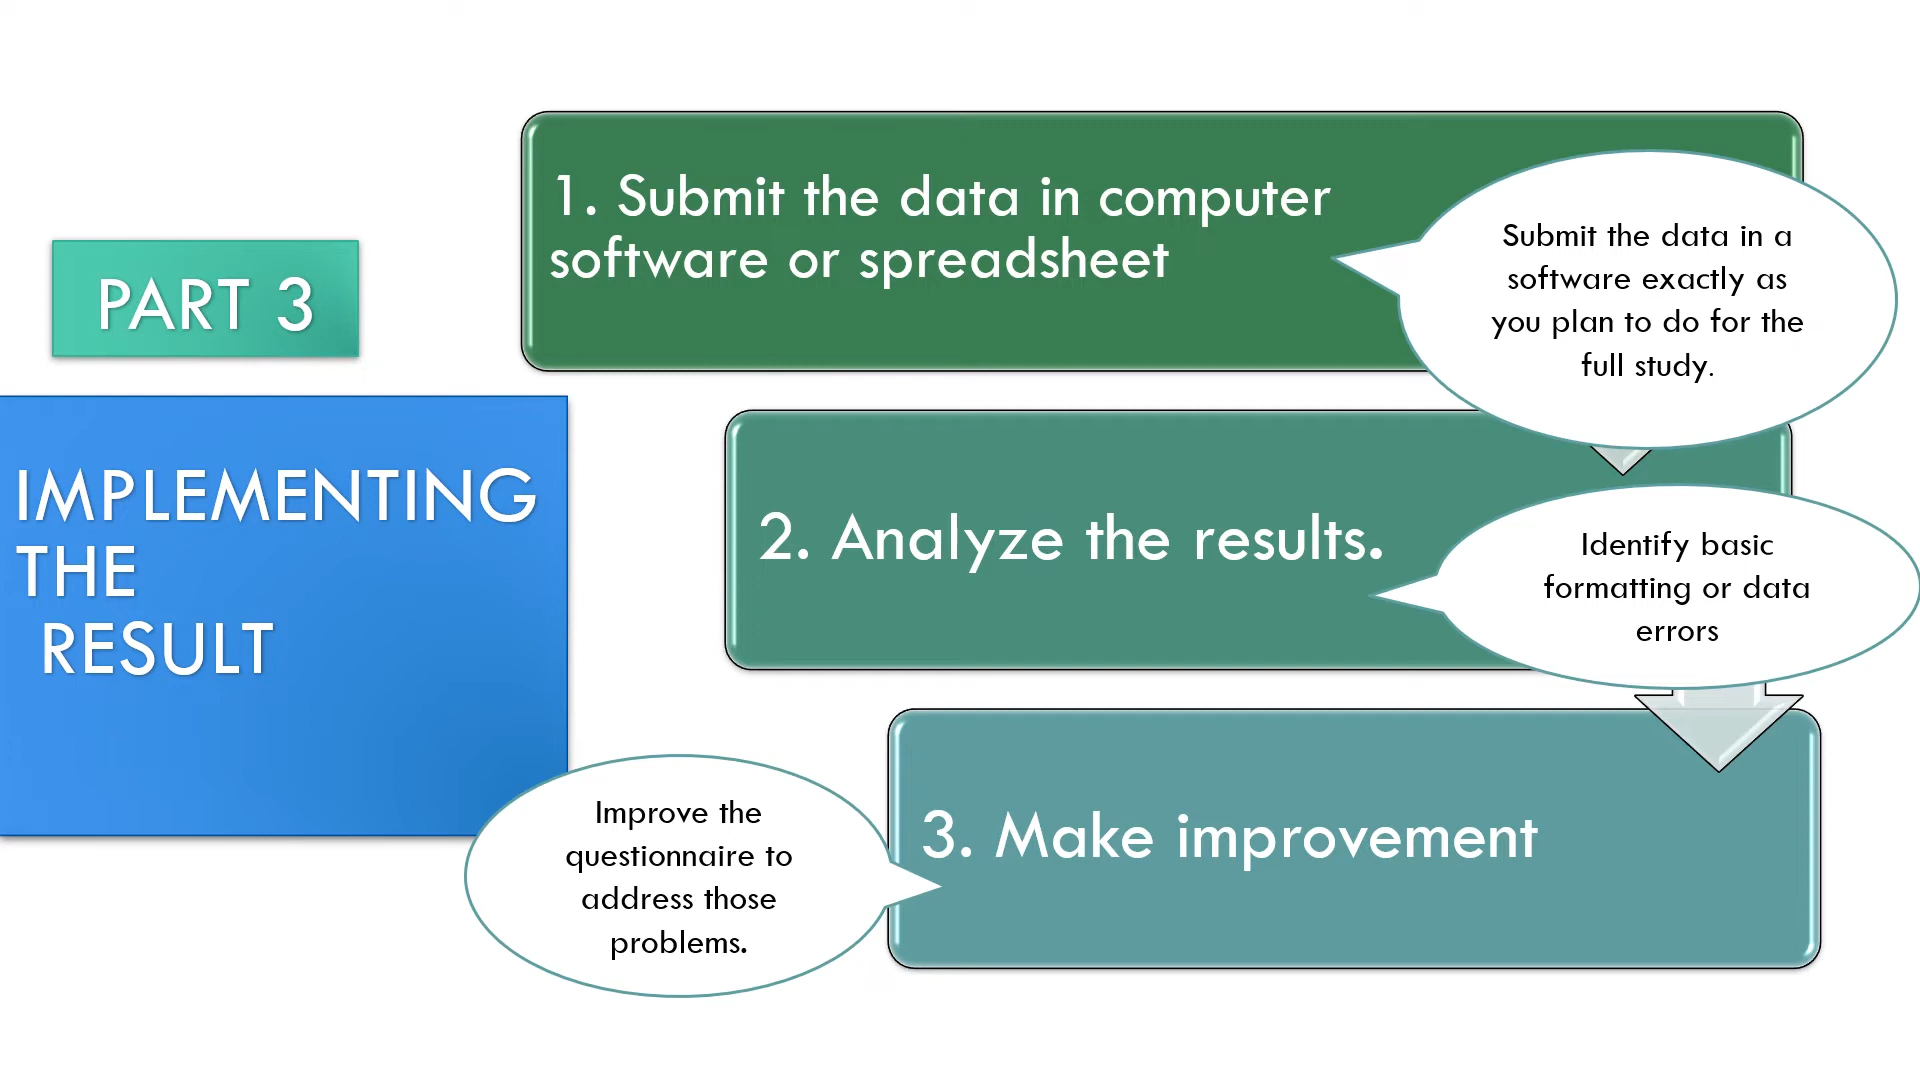 PART 3
IMPLEMENTING
THE
RESULT
1. Submit the data in computer
software or spreadsheet
Submit the data in a
software exactly as
you plan to do for the
full study.
2. Analyze the results.
Identify basic
formatting or data
errors
3. Make improvement
Improve the
questionnaire to
address those
problems.